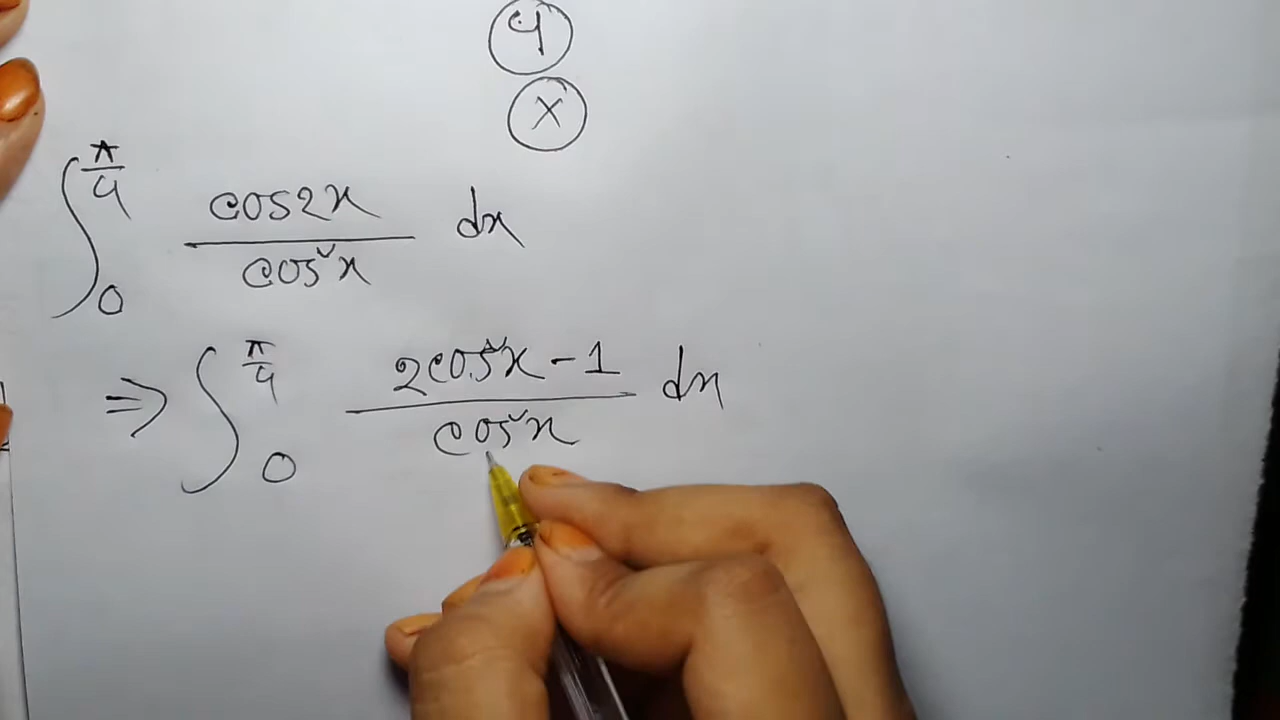 4
x
∫₀^(π/4) cos2x / cos²x dx
⇒ ∫₀^(π/4) 2cos²x - 1 / cos²x dx